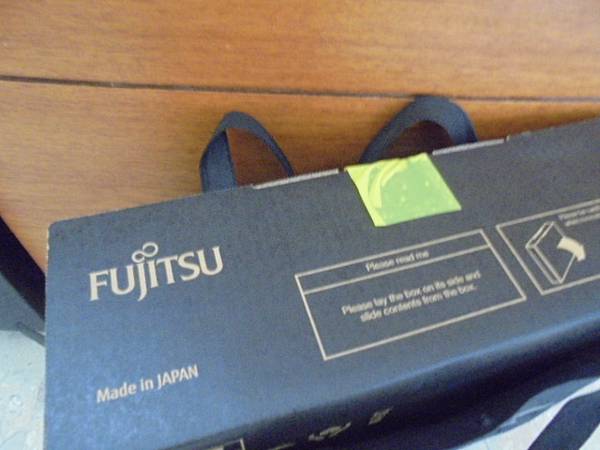 FUJITSU
Please read me
Please lay the box on its side and
slide contents from the box.
Made in JAPAN